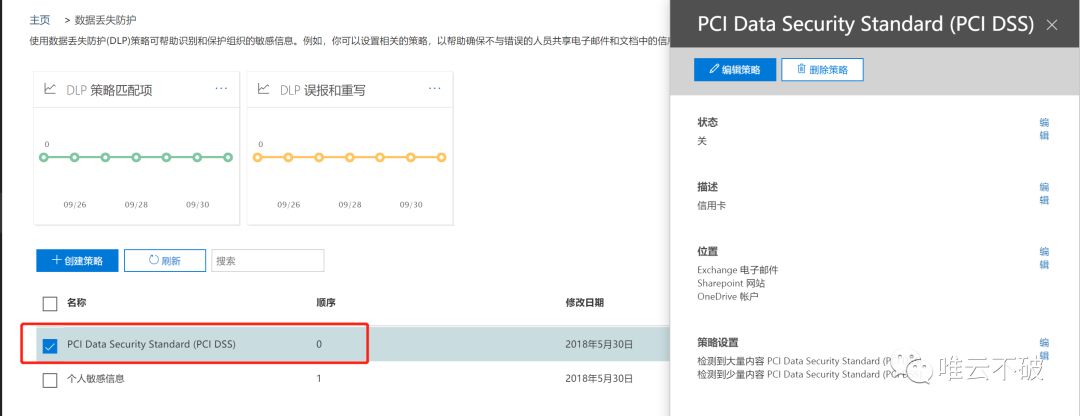 主页 > 数据丢失防护
使用数据丢失防护(DLP)策略可帮助识别和保护组织的敏感信息。例如，你可以设置相关的策略，以帮助确保不与错误的人员共享电子邮件和文档中的信
DLP 策略匹配项 ...
0
09/26 09/28 09/30
DLP 误报和重写 ...
0
09/26 09/28 09/30
创建策略 刷新 搜索
名称 顺序 修改日期
PCI Data Security Standard (PCI DSS) 0 2018年5月30日
个人敏感信息 1 2018年5月30日
PCI Data Security Standard (PCI DSS)
编辑策略 删除策略
状态 编辑
关
描述 编辑
信用卡
位置 编辑
Exchange 电子邮件
Sharepoint 网站
OneDrive 帐户
策略设置 编辑
检测到大量内容 PCI Data Security Standard
检测到少量内容 PCI Data Security Standard
唯云不破